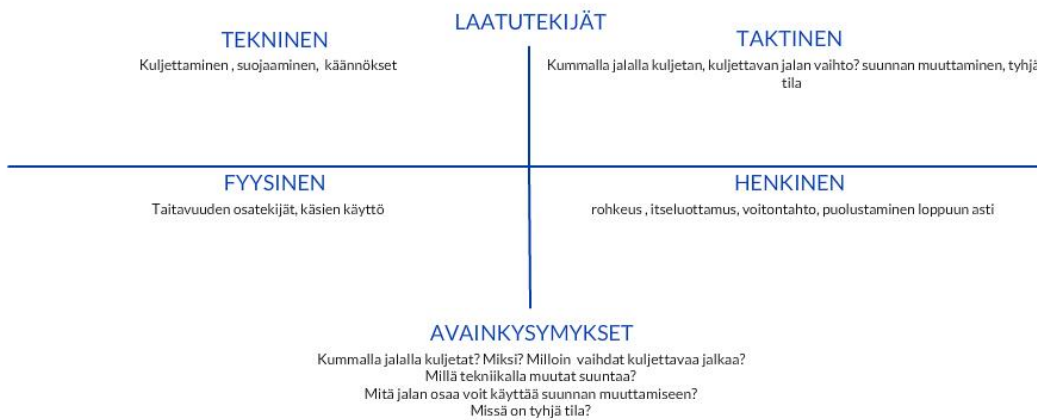 LAATUTEKIJÄT
TEKNINEN
Kuljettaminen , suojaaminen, käännökset
TAKTINEN
Kummalla jalalla kuljetan, kuljettavan jalan vaihto? suunnan muuttaminen, tyhjä
tila
FYYSINEN
Taitavuuden osatekijät, käsien käyttö
HENKINEN
rohkeus , itseluottamus, voitontahto, puolustaminen loppuun asti
AVAINKYSYMYKSET
Kummalla jalalla kuljetat? Miksi? Milloin vaihdat kuljettavaa jalkaa?
Millä tekniikalla muutat suuntaa?
Mitä jalan osaa voit käyttää suunnan muuttamiseen?
Missä on tyhjä tila?